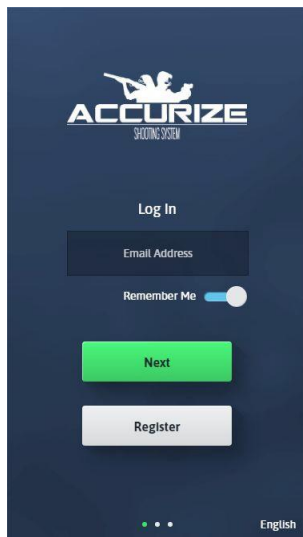 ACCURIZE
SHOOTING SYSTEM
Log In
Email Address
Remember Me
Next
Register
English